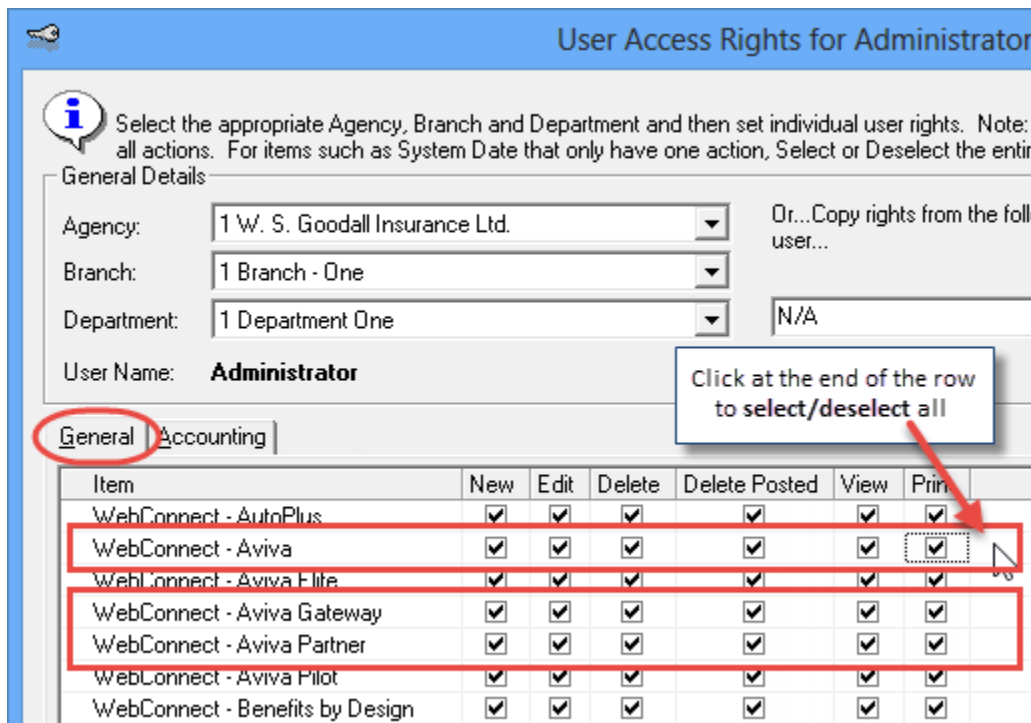 User Access Rights for Administrator
Select the appropriate Agency, Branch and Department and then set individual user rights. Note:
all actions. For items such as System Date that only have one action, Select or Deselect the entir
General Details
Agency: 1 W. S. Goodall Insurance Ltd.
Or...Copy rights from the foll
user...
Branch: 1 Branch - One
Department: 1 Department One
N/A
User Name: Administrator
Click at the end of the row
to select/deselect all
General Accounting
Item New Edit Delete Delete Posted View Prin
WebConnect - AutoPlus
WebConnect - Aviva
WebConnect - Aviva Elite
WebConnect - Aviva Gateway
WebConnect - Aviva Partner
WebConnect - Aviva Pilot
WebConnect - Benefits by Design